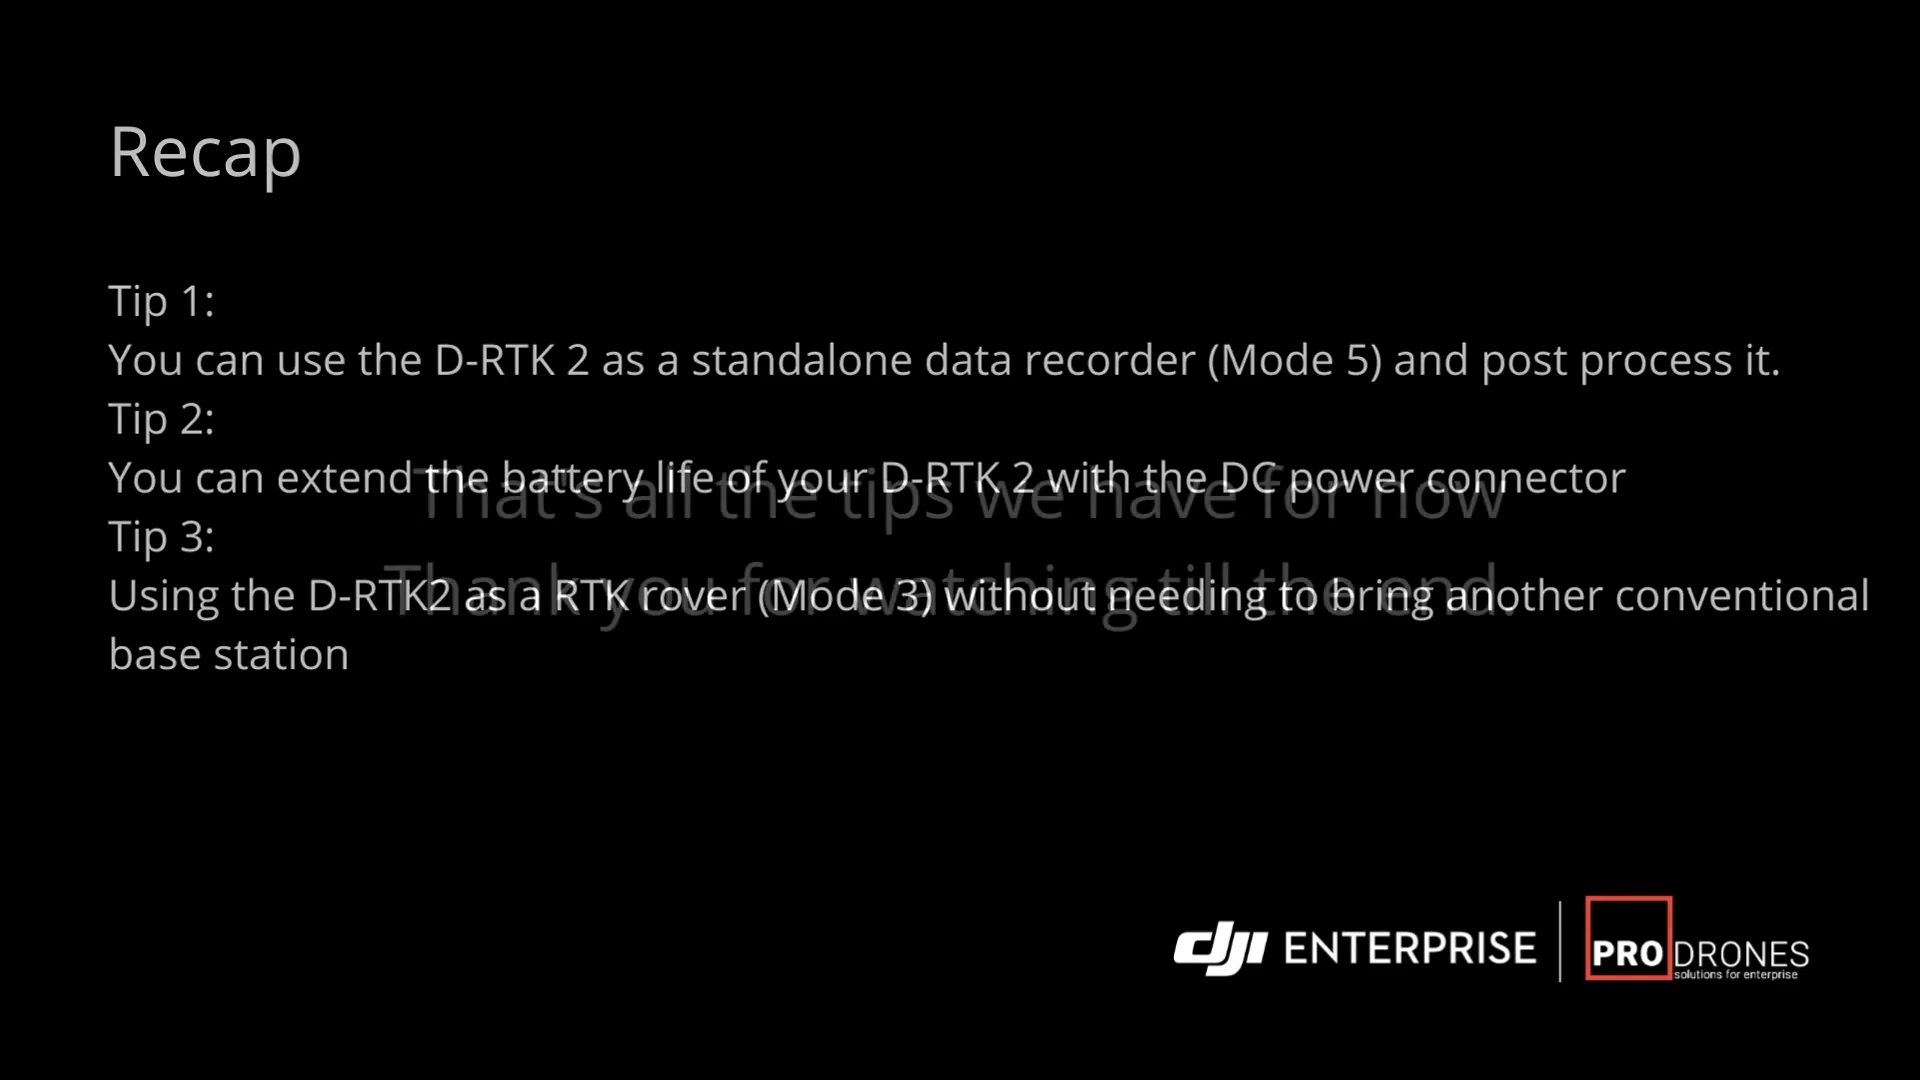 Recap
Tip 1:
You can use the D-RTK 2 as a standalone data recorder (Mode 5) and post process it.
Tip 2:
You can extend the battery life of your D-RTK 2 with the DC power connector
That's all the tips we have for now
Tip 3:
Using the D-RTK2 as a RTK rover (Mode 3) without needing to bring another conventional
Thank you for watching till the end.
base station
dji ENTERPRISE
PRO DRONES
solutions for enterprise